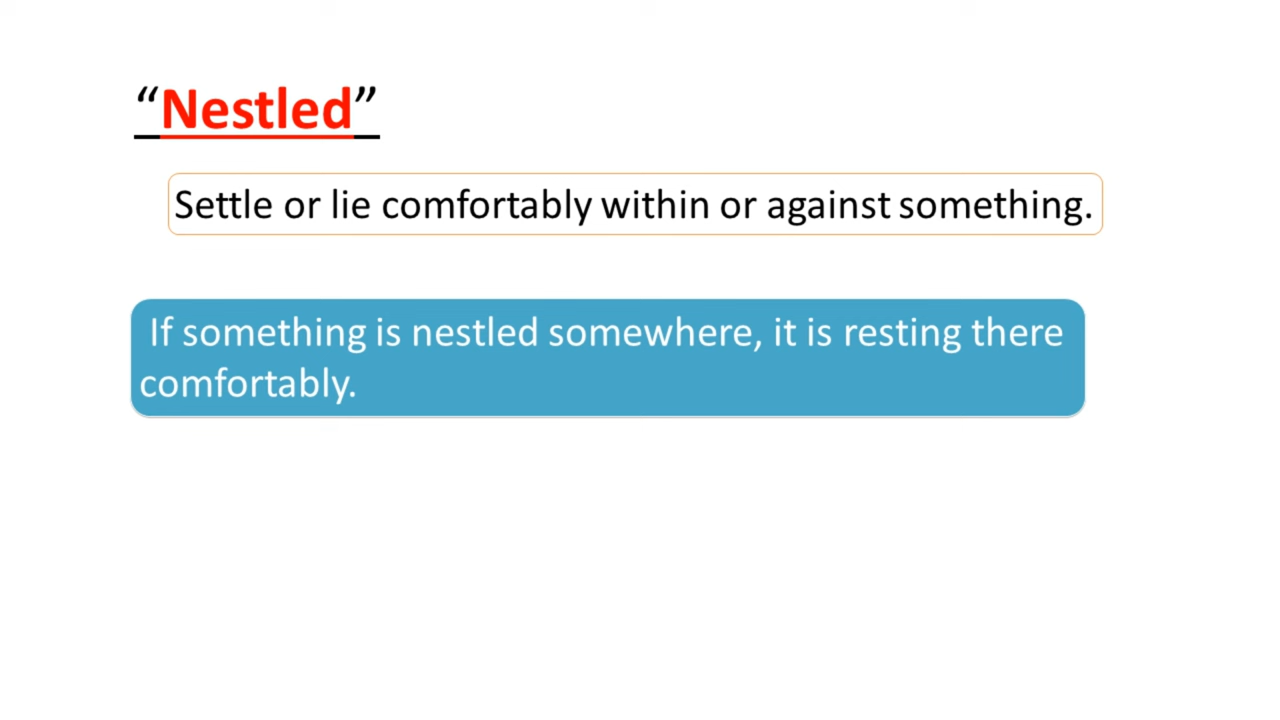 “Nestled”
Settle or lie comfortably within or against something.
If something is nestled somewhere, it is resting there
comfortably.